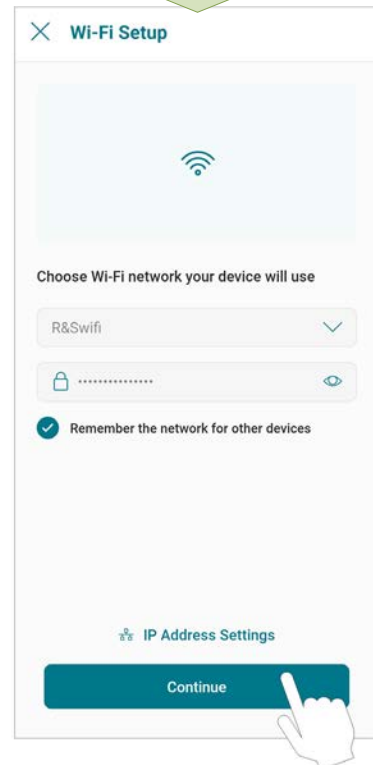 Wi-Fi Setup
Choose Wi-Fi network your device will use
R&Swifi
Remember the network for other devices
IP Address Settings
Continue